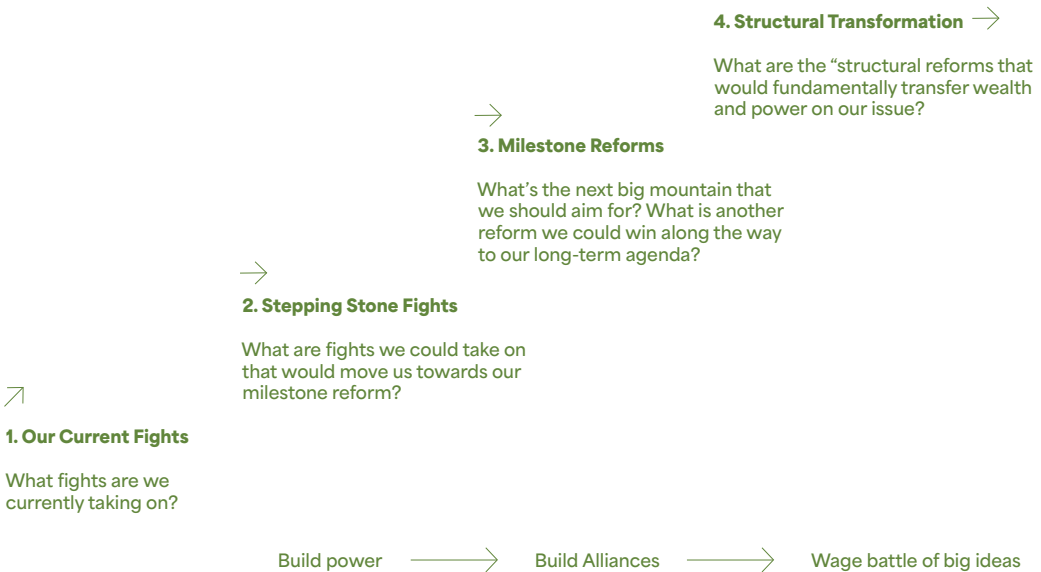 4. Structural Transformation
What are the “structural reforms that
would fundamentally transfer wealth
and power on our issue?
3. Milestone Reforms
What’s the next big mountain that
we should aim for? What is another
reform we could win along the way
to our long-term agenda?
2. Stepping Stone Fights
What are fights we could take on
that would move us towards our
milestone reform?
1. Our Current Fights
What fights are we
currently taking on?
Build power
Build Alliances
Wage battle of big ideas